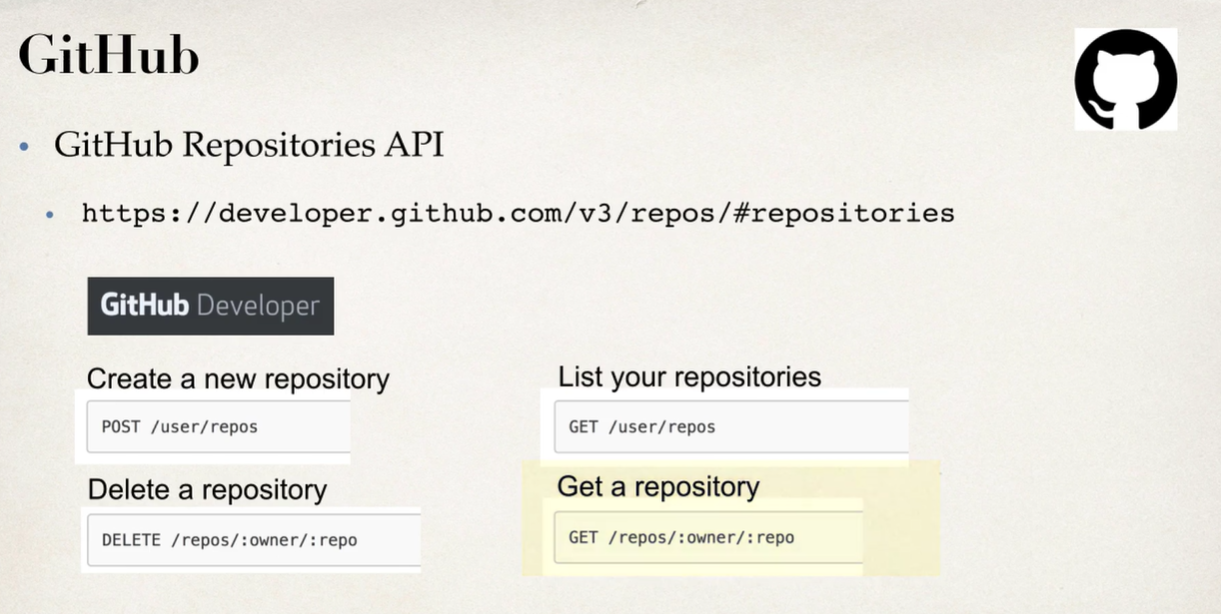 GitHub
• GitHub Repositories API
• https://developer.github.com/v3/repos/#repositories
GitHub Developer
Create a new repository
POST /user/repos
List your repositories
GET /user/repos
Delete a repository
DELETE /repos/:owner/:repo
Get a repository
GET /repos/:owner/:repo